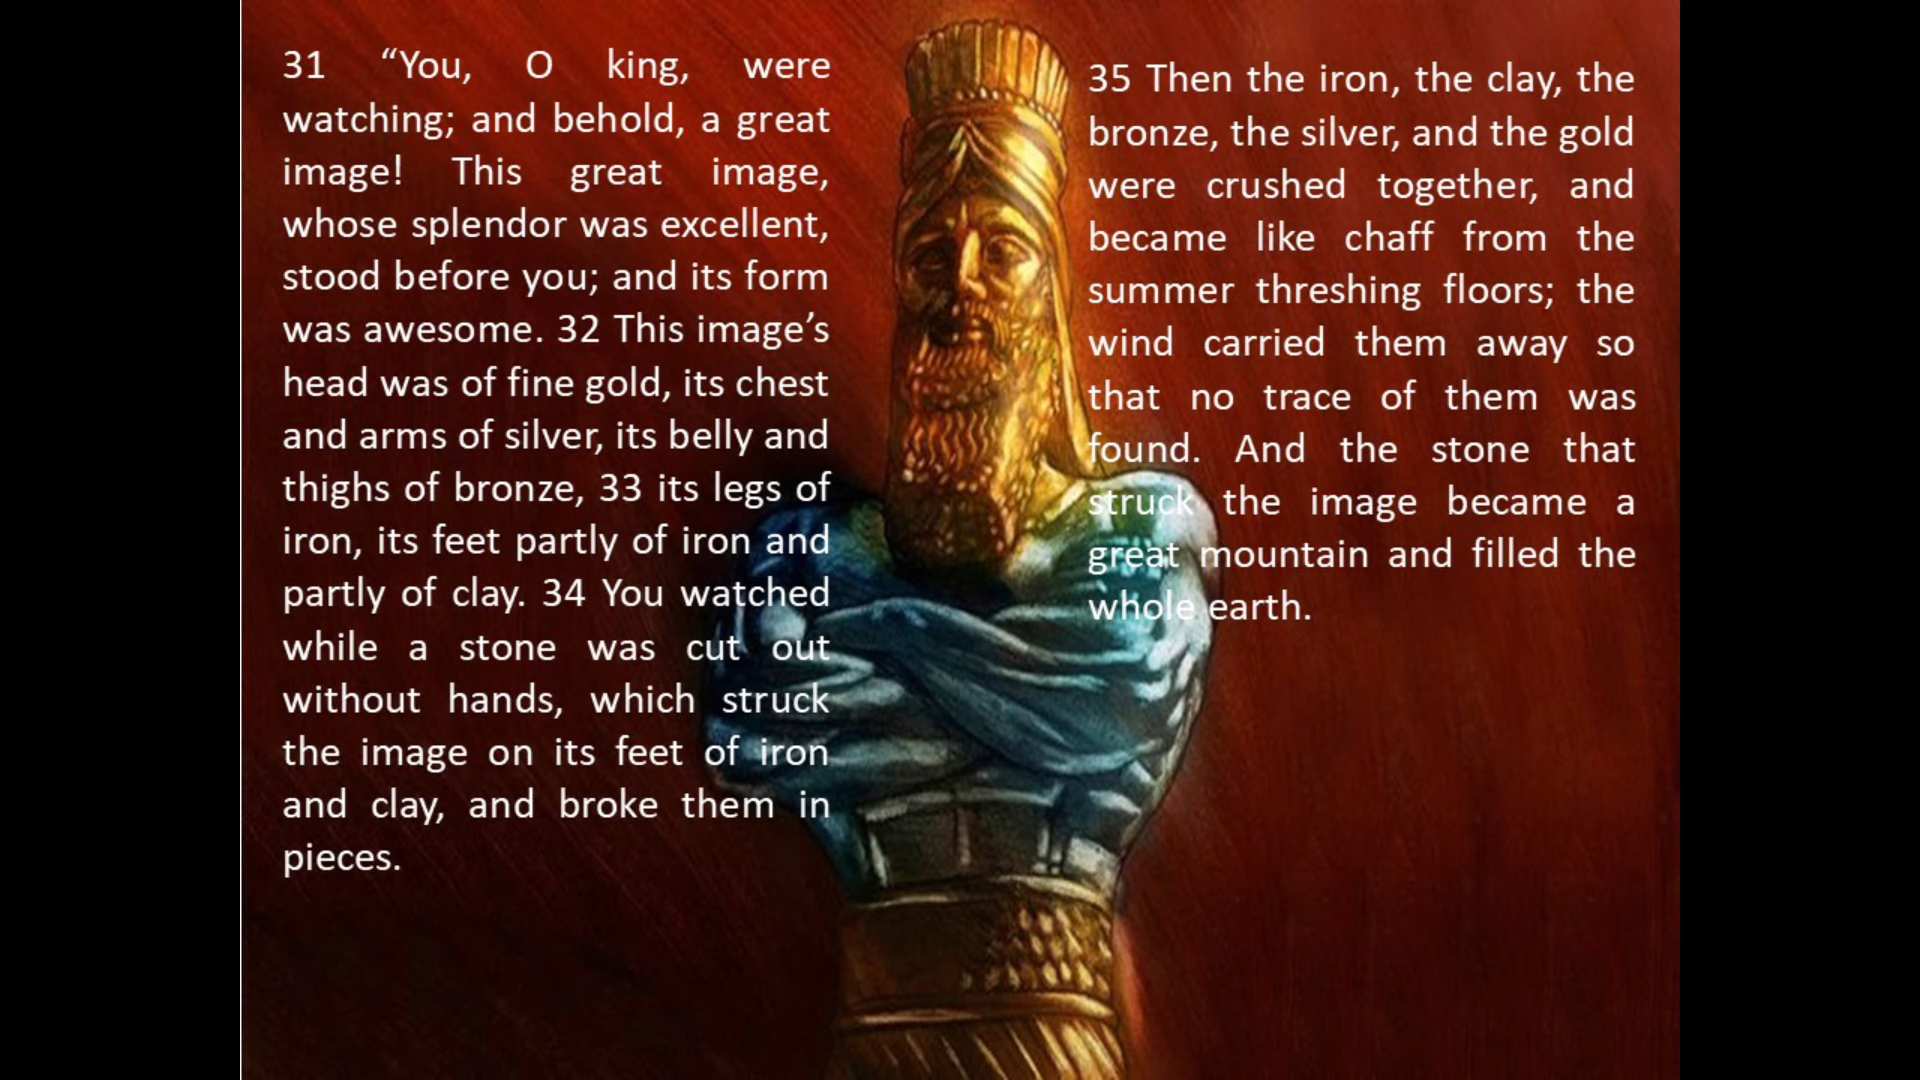 31 “You, O king, were
watching; and behold, a great
image! This great image,
whose splendor was excellent,
stood before you; and its form
was awesome. 32 This image’s
head was of fine gold, its chest
and arms of silver, its belly and
thighs of bronze, 33 its legs of
iron, its feet partly of iron and
partly of clay. 34 You watched
while a stone was cut out
without hands, which struck
the image on its feet of iron
and clay, and broke them in
pieces.
35 Then the iron, the clay, the
bronze, the silver, and the gold
were crushed together, and
became like chaff from the
summer threshing floors; the
wind carried them away so
that no trace of them was
found. And the stone that
struck the image became a
great mountain and filled the
whole earth.